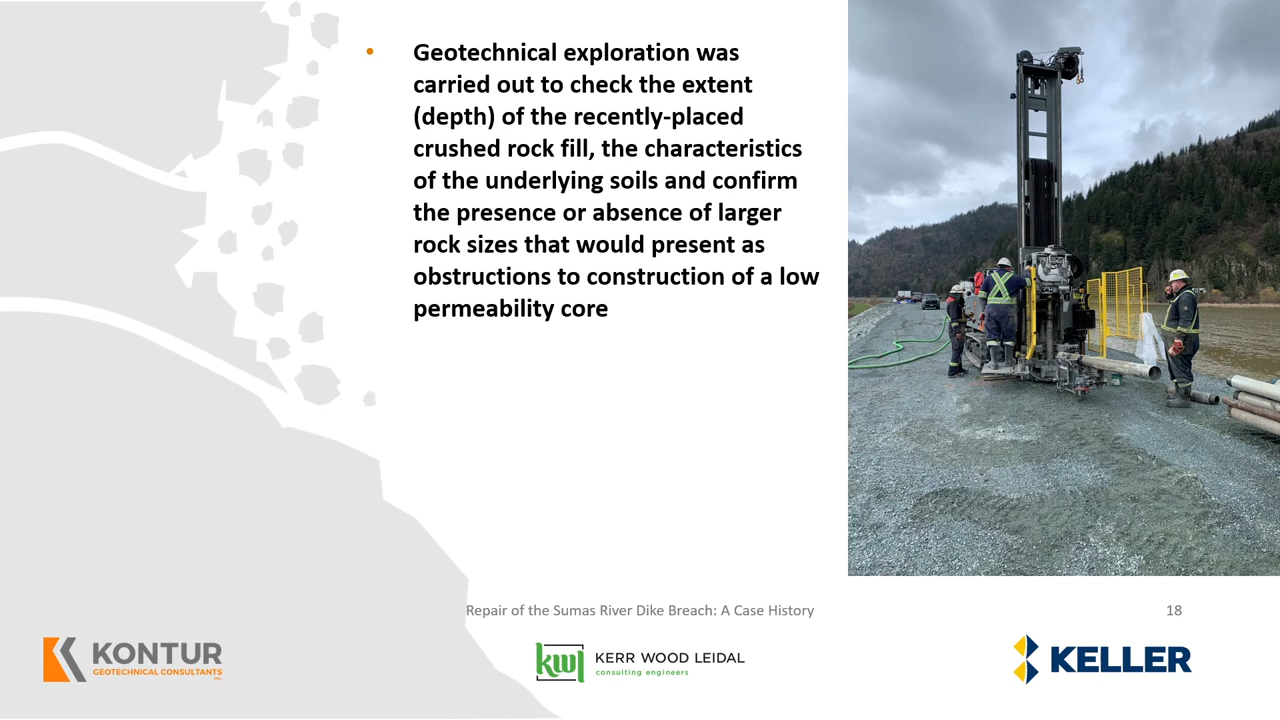 • Geotechnical exploration was
carried out to check the extent
(depth) of the recently-placed
crushed rock fill, the characteristics
of the underlying soils and confirm
the presence or absence of larger
rock sizes that would present as
obstructions to construction of a low
permeability core
Repair of the Sumas River Dike Breach: A Case History
18
KONTUR
GEOTECHNICAL CONSULTANTS
INC.
kwl
KERR WOOD LEIDAL
consulting engineers
KELLER